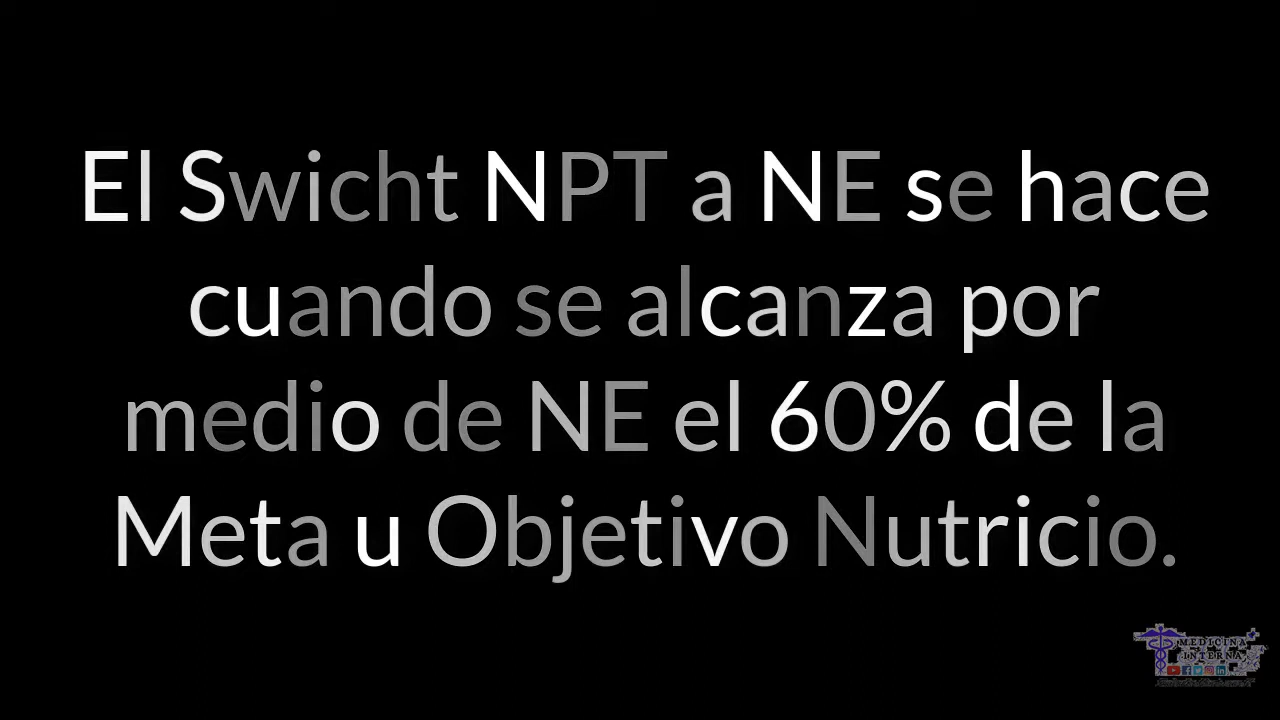 El Swicht NPT a NE se hace
cuando se alcanza por
medio de NE el 60% de la
Meta u Objetivo Nutricio.
MEDICINA
INTERNA